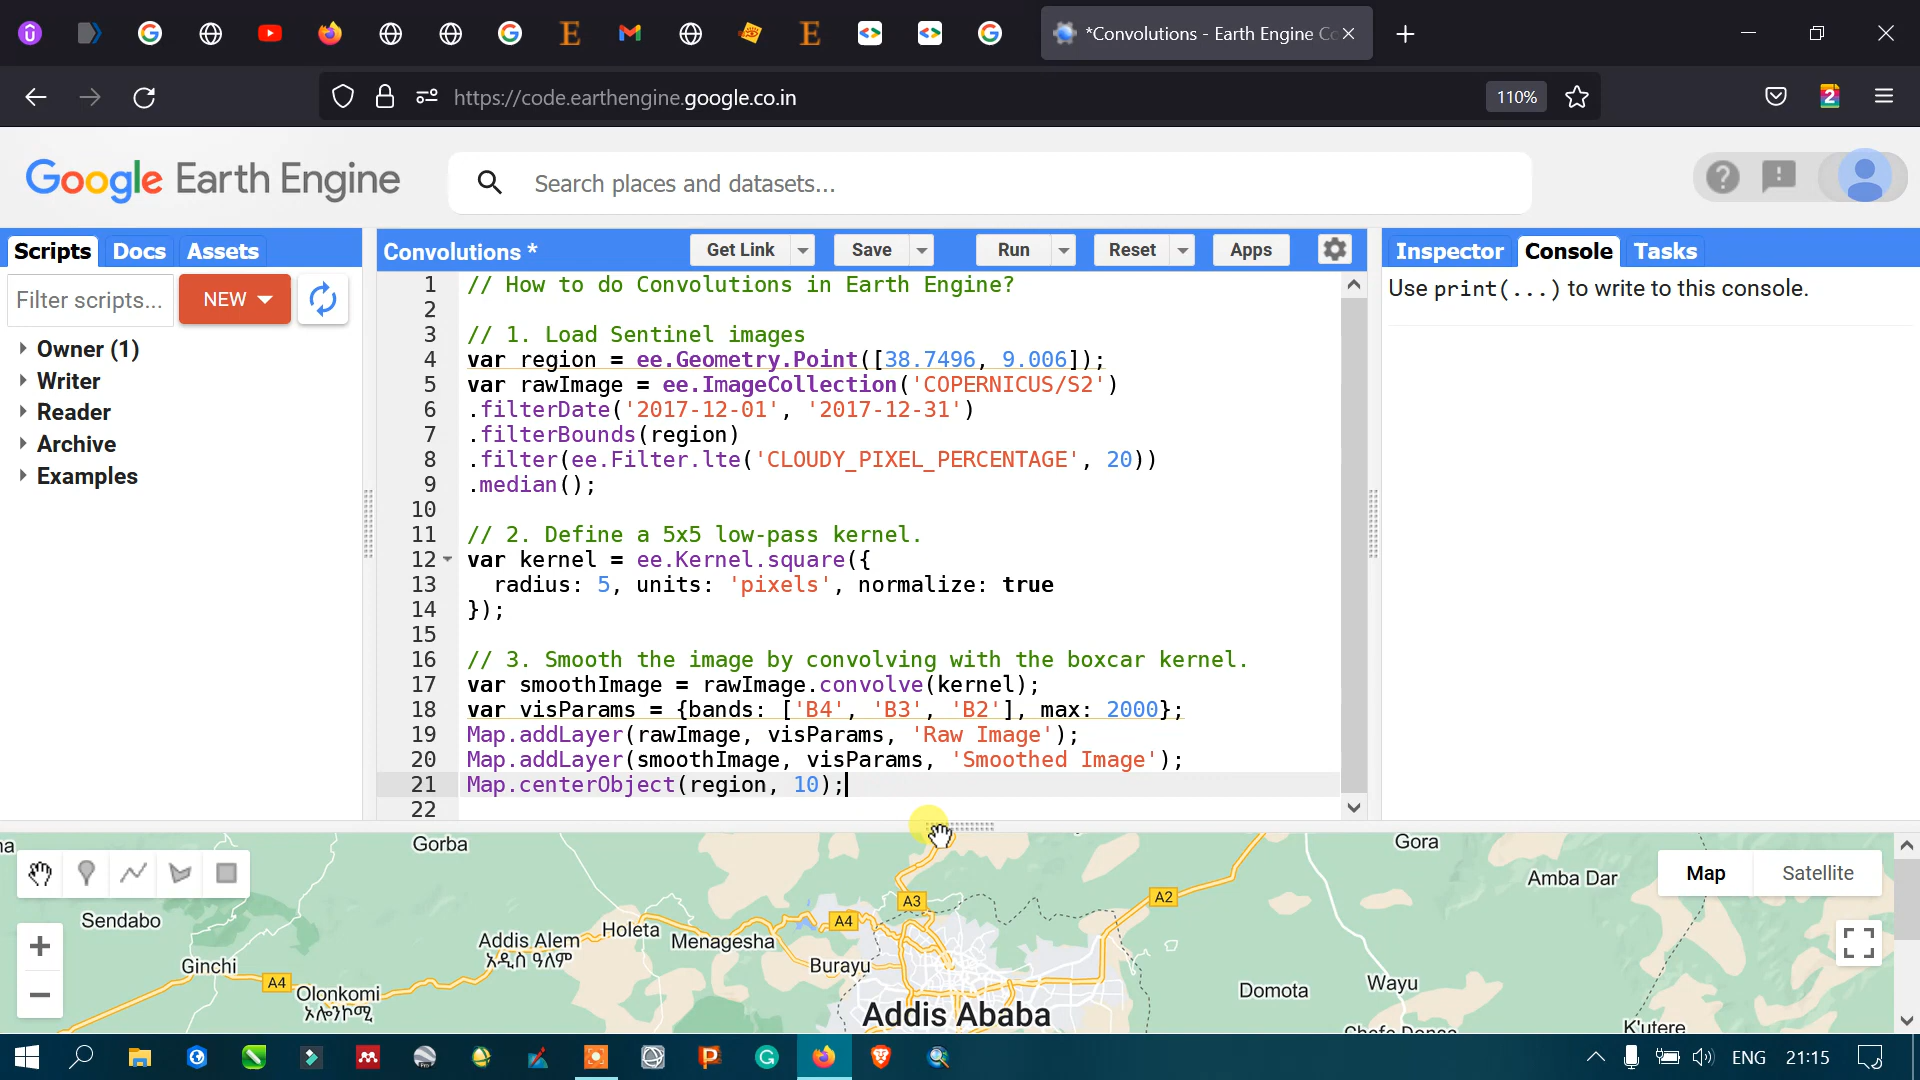 *Convolutions - Earth Engine Co
https://code.earthengine.google.co.in
110%
2
Google Earth Engine
Search places and datasets...
Scripts Docs Assets
Convolutions *
Get Link Save Run Reset Apps
Inspector Console Tasks
Filter scripts... NEW
Owner (1)
Writer
Reader
Archive
Examples
1 // How to do Convolutions in Earth Engine?
2
3 // 1. Load Sentinel images
4 var region = ee.Geometry.Point([38.7496, 9.006]);
5 var rawImage = ee.ImageCollection('COPERNICUS/S2')
6 .filterDate('2017-12-01', '2017-12-31')
7 .filterBounds(region)
8 .filter(ee.Filter.lte('CLOUDY_PIXEL_PERCENTAGE', 20))
9 .median();
10
11 // 2. Define a 5x5 low-pass kernel.
12 var kernel = ee.Kernel.square({
13 radius: 5, units: 'pixels', normalize: true
14 });
15
16 // 3. Smooth the image by convolving with the boxcar kernel.
17 var smoothImage = rawImage.convolve(kernel);
18 var visParams = {bands: ['B4', 'B3', 'B2'], max: 2000};
19 Map.addLayer(rawImage, visParams, 'Raw Image');
20 Map.addLayer(smoothImage, visParams, 'Smoothed Image');
21 Map.centerObject(region, 10);
22
Use print(...) to write to this console.
na
Gorba
Gora
Map Satellite
Amba Dar
A3
A2
A4
Sendabo
Holeta
Menagesha
Addis Alem
አዲስ ዓለም
Ginchi
Burayu
A4
Olonkomi
ኦሎንኮሚ
Domota
Wayu
Addis Ababa
K'utere
ENG 21:15